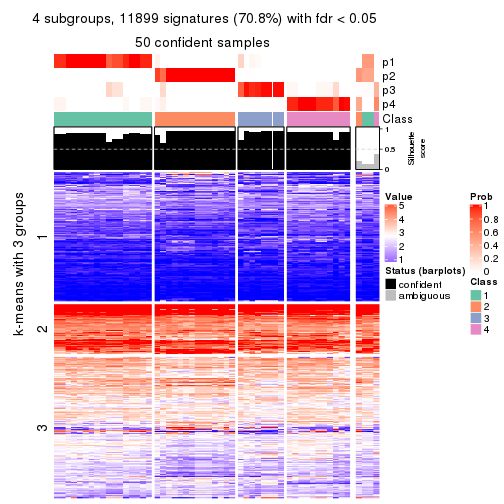 4 subgroups, 11899 signatures (70.8%) with fdr < 0.05
50 confident samples
p1
p2
p3
p4
Class
1
0.5
0
Silhouette
score
k-means with 3 groups
1
2
3
Value
5
4
3
2
1
Status (barplots)
confident
ambiguous
Prob
1
0.8
0.6
0.4
0.2
0
Class
1
2
3
4